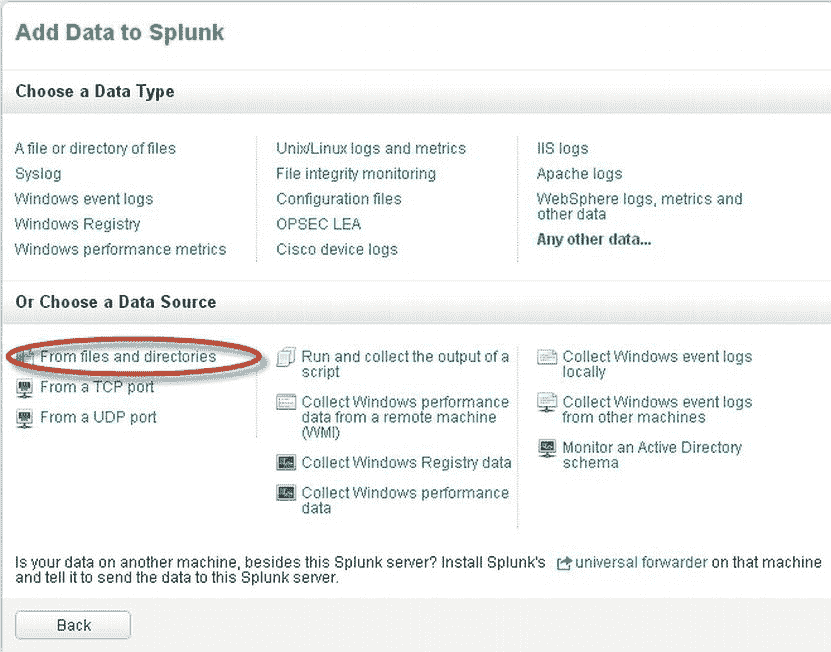 Add Data to Splunk
Choose a Data Type
A file or directory of files
Syslog
Windows event logs
Windows Registry
Windows performance metrics
Unix/Linux logs and metrics
File integrity monitoring
Configuration files
OPSEC LEA
Cisco device logs
IIS logs
Apache logs
WebSphere logs, metrics and
other data
Any other data...
Or Choose a Data Source
From files and directories
From a TCP port
From a UDP port
Run and collect the output of a
script
Collect Windows performance
data from a remote machine
(WMI)
Collect Windows Registry data
Collect Windows performance
data
Collect Windows event logs
locally
Collect Windows event logs
from other machines
Monitor an Active Directory
schema
Is your data on another machine, besides this Splunk server? Install Splunk's universal forwarder on that machine
and tell it to send the data to this Splunk server.
Back